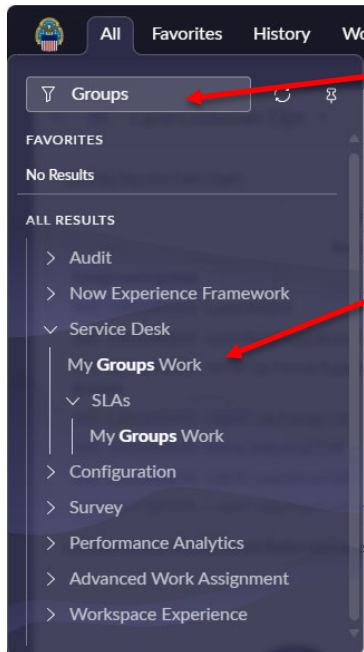 All Favorites History Wo
Groups
FAVORITES
No Results
ALL RESULTS
Audit
Now Experience Framework
Service Desk
My Groups Work
SLAs
My Groups Work
Configuration
Survey
Performance Analytics
Advanced Work Assignment
Workspace Experience